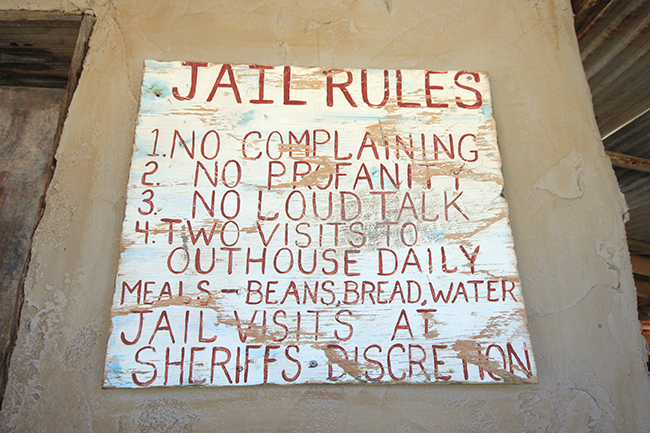 JAIL RULES
1. NO COMPLAINING
2. NO PROFANITY
3. NO LOUD TALK
4. TWO VISITS TO
OUTHOUSE DAILY
MEALS - BEANS, BREAD, WATER
JAIL VISITS AT
SHERIFFS DISCRETION